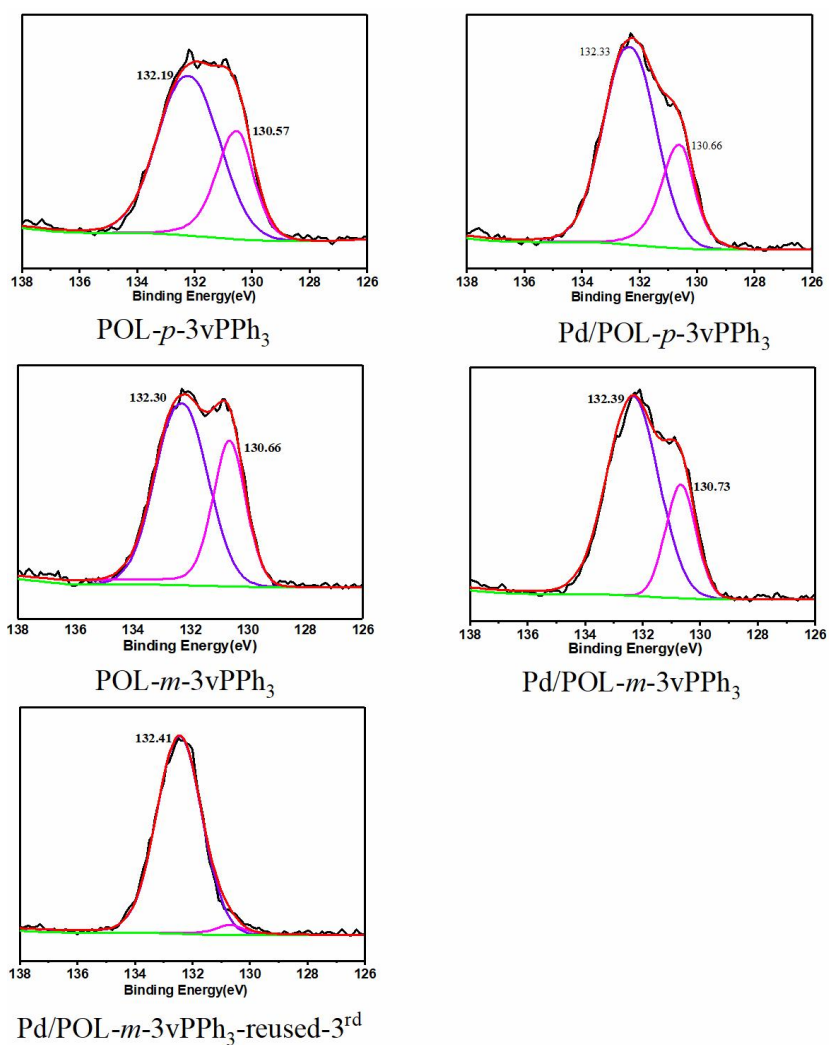 132.19
130.57
138 136 134 132 130 128 126
Binding Energy(eV)
POL-p-3vPPh3
132.33
130.66
138 136 134 132 130 128 126
Binding Energy(eV)
Pd/POL-p-3vPPh3
132.30
130.66
138 136 134 132 130 128 126
Binding Energy(eV)
POL-m-3vPPh3
132.39
130.73
138 136 134 132 130 128 126
Binding Energy(eV)
Pd/POL-m-3vPPh3
132.41
138 136 134 132 130 128 126
Binding Energy(eV)
Pd/POL-m-3vPPh3-reused-3rd